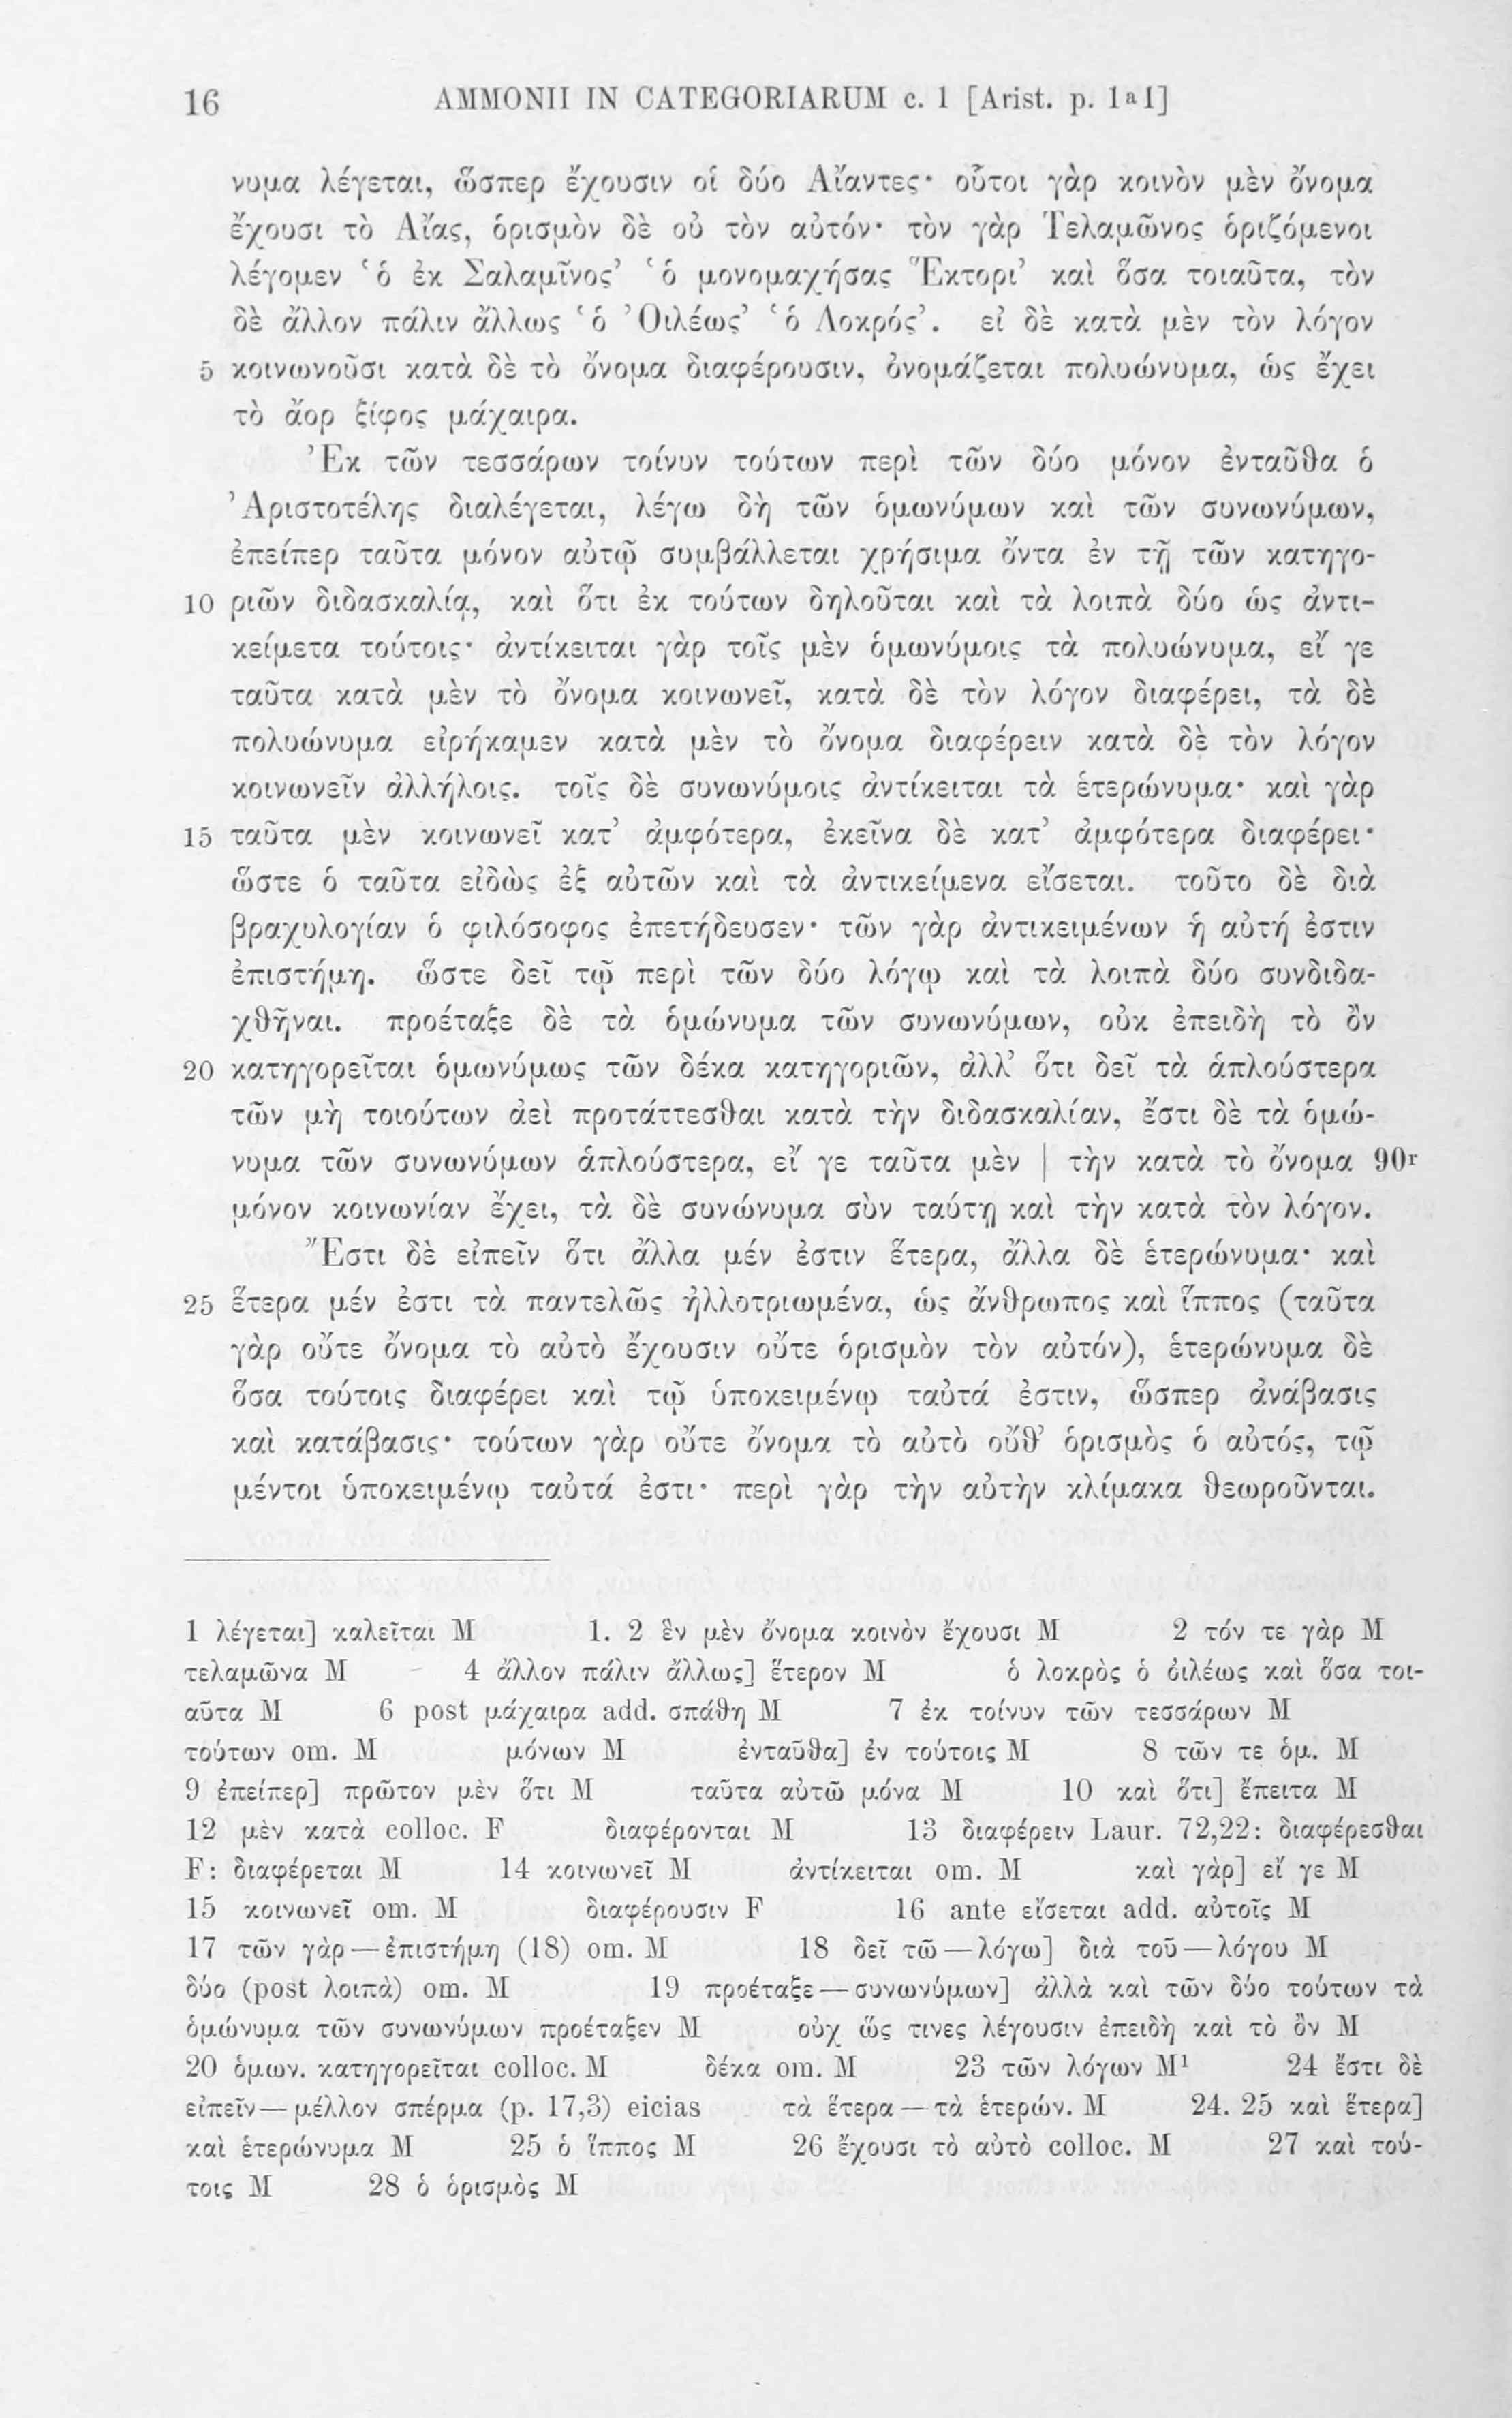 16 AMMONII IN CATEGORIARUM c. 1 [Arist. p. 1a1]
νυμα λέγεται, ὥσπερ ἔχουσιν οἱ δύο Αἴαντες· οὗτοι γὰρ κοινὸν μὲν ὄνομα
ἔχουσι τὸ Αἴας, ὁρισμὸν δὲ οὐ τὸν αὐτόν· τὸν γὰρ Τελαμῶνος ὁριζόμενοι
λέγομεν ‘ὁ ἐκ Σαλαμῖνος’ ‘ὁ μονομαχήσας Ἕκτορι’ καὶ ὅσα τοιαῦτα, τὸν
δὲ ἄλλον πάλιν ἄλλως ‘ὁ Ὀιλέως’ ‘ὁ Λοκρός’. εἰ δὲ κατὰ μὲν τὸν λόγον
5 κοινωνοῦσι κατὰ δὲ τὸ ὄνομα διαφέρουσιν, ὀνομάζεται πολυώνυμα, ὡς ἔχει
τὸ ἄορ ξίφος μάχαιρα.
Ἐκ τῶν τεσσάρων τοίνυν τούτων περὶ τῶν δύο μόνον ἐνταῦθα ὁ
Ἀριστοτέλης διαλέγεται, λέγω δὴ τῶν ὁμωνύμων καὶ τῶν συνωνύμων,
ἐπείπερ ταῦτα μόνον αὐτῷ συμβάλλεται χρήσιμα ὄντα ἐν τῇ τῶν κατηγο-
10 ριῶν διδασκαλίᾳ, καὶ ὅτι ἐκ τούτων δηλοῦται καὶ τὰ λοιπὰ δύο ὡς ἀντι-
κείμετα τούτοις· ἀντίκειται γὰρ τοῖς μὲν ὁμωνύμοις τὰ πολυώνυμα, εἴ γε
ταῦτα κατὰ μὲν τὸ ὄνομα κοινωνεῖ, κατὰ δὲ τὸν λόγον διαφέρει, τὰ δὲ
πολυώνυμα εἰρήκαμεν κατὰ μὲν τὸ ὄνομα διαφέρειν κατὰ δὲ τὸν λόγον
κοινωνεῖν ἀλλήλοις. τοῖς δὲ συνωνύμοις ἀντίκειται τὰ ἑτερώνυμα· καὶ γὰρ
15 ταῦτα μὲν κοινωνεῖ κατ’ ἀμφότερα, ἐκεῖνα δὲ κατ’ ἀμφότερα διαφέρει·
ὥστε ὁ ταῦτα εἰδὼς ἐξ αὐτῶν καὶ τὰ ἀντικείμενα εἴσεται. τοῦτο δὲ διὰ
βραχυλογίαν ὁ φιλόσοφος ἐπετήδευσεν· τῶν γὰρ ἀντικειμένων ἡ αὐτή ἐστιν
ἐπιστήμη. ὥστε δεῖ τῷ περὶ τῶν δύο λόγῳ καὶ τὰ λοιπὰ δύο συνδιδα-
χθῆναι. προέταξε δὲ τὰ ὁμώνυμα τῶν συνωνύμων, οὐκ ἐπειδὴ τὸ ὂν
20 κατηγορεῖται ὁμωνύμως τῶν δέκα κατηγοριῶν, ἀλλ’ ὅτι δεῖ τὰ ἁπλούστερα
τῶν μὴ τοιούτων ἀεὶ προτάττεσθαι κατὰ τὴν διδασκαλίαν, ἔστι δὲ τὰ ὁμώ-
νυμα τῶν συνωνύμων ἁπλούστερα, εἴ γε ταῦτα μὲν | τὴν κατὰ τὸ ὄνομα 90r
μόνον κοινωνίαν ἔχει, τὰ δὲ συνώνυμα σὺν ταύτῃ καὶ τὴν κατὰ τὸν λόγον.
Ἔστι δὲ εἰπεῖν ὅτι ἄλλα μέν ἐστιν ἕτερα, ἄλλα δὲ ἑτερώνυμα· καὶ
25 ἕτερα μέν ἐστι τὰ παντελῶς ἠλλοτριωμένα, ὡς ἄνθρωπος καὶ ἵππος (ταῦτα
γὰρ οὔτε ὄνομα τὸ αὐτὸ ἔχουσιν οὔτε ὁρισμὸν τὸν αὐτόν), ἑτερώνυμα δὲ
ὅσα τούτοις διαφέρει καὶ τῷ ὑποκειμένῳ ταὐτά ἐστιν, ὥσπερ ἀνάβασις
καὶ κατάβασις· τούτων γὰρ οὔτε ὄνομα τὸ αὐτὸ οὔθ’ ὁρισμὸς ὁ αὐτός, τῷ
μέντοι ὑποκειμένῳ ταὐτά ἐστι· περὶ γὰρ τὴν αὐτὴν κλίμακα θεωροῦνται.
1 λέγεται] καλεῖται M 1. 2 ἓν μὲν ὄνομα κοινὸν ἔχουσι M 2 τόν τε γὰρ M
τελαμῶνα M 4 ἄλλον πάλιν ἄλλως] ἕτερον M ὁ λοκρὸς ὁ ὀιλέως καὶ ὅσα τοι-
αῦτα M 6 post μάχαιρα add. σπάθη M 7 ἐκ τοίνυν τῶν τεσσάρων M
τούτων om. M μόνων M ἐνταῦθα] ἐν τούτοις M 8 τῶν τε ὁμ. M
9 ἐπείπερ] πρῶτον μὲν ὅτι M ταῦτα αὐτῶ μόνα M 10 καὶ ὅτι] ἔπειτα M
12 μὲν κατὰ colloc. F διαφέρονται M 13 διαφέρειν Laur. 72,22: διαφέρεσθαι
F: διαφέρεται M 14 κοινωνεῖ M ἀντίκειται om. M καὶ γὰρ] εἴ γε M
15 κοινωνεῖ om. M διαφέρουσιν F 16 ante εἴσεται add. αὐτοῖς M
17 τῶν γὰρ — ἐπιστήμη (18) om. M 18 δεῖ τῶ — λόγω] διὰ τοῦ — λόγου M
δύο (post λοιπὰ) om. M 19 προέταξε — συνωνύμων] ἀλλὰ καὶ τῶν δύο τούτων τὰ
ὁμώνυμα τῶν συνωνύμων προέταξεν M οὐχ ὥς τινες λέγουσιν ἐπειδὴ καὶ τὸ ὂν M
20 ὁμων. κατηγορεῖται colloc. M δέκα om. M 23 τῶν λόγων M¹ 24 ἔστι δὲ
εἰπεῖν — μέλλον σπέρμα (p. 17,3) eicias τὰ ἕτερα — τὰ ἑτερών. M 24. 25 καὶ ἕτερα]
καὶ ἑτερώνυμα M 25 ὁ ἵππος M 26 ἔχουσι τὸ αὐτὸ colloc. M 27 καὶ τού-
τοις M 28 ὁ ὁρισμὸς M